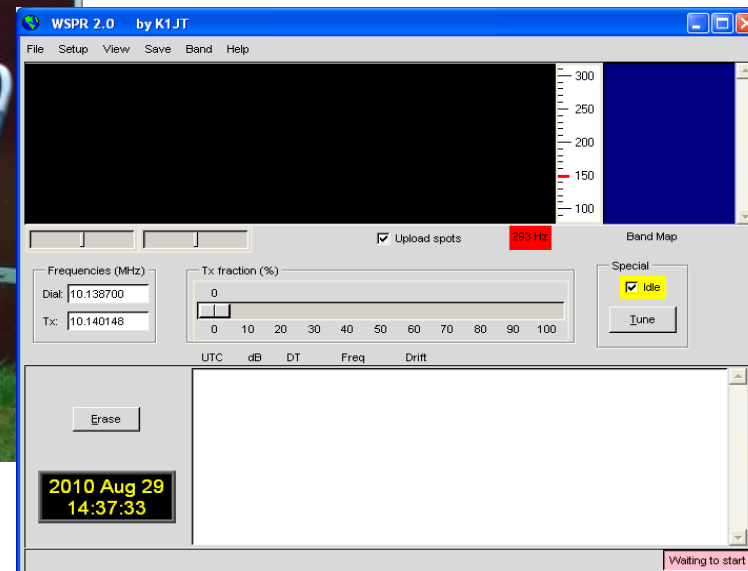 WSPR 2.0 by K1JT
File Setup View Save Band Help
300
250
200
150
100
Upload spots 293 Hz Band Map
Frequencies (MHz) Tx fraction (%) Special
Idle
Dial: 10.138700 0
Tx: 10.140148 Tune
0 10 20 30 40 50 60 70 80 90 100
UTC dB DT Freq Drift
Erase
2010 Aug 29
14:37:33
Waiting to start